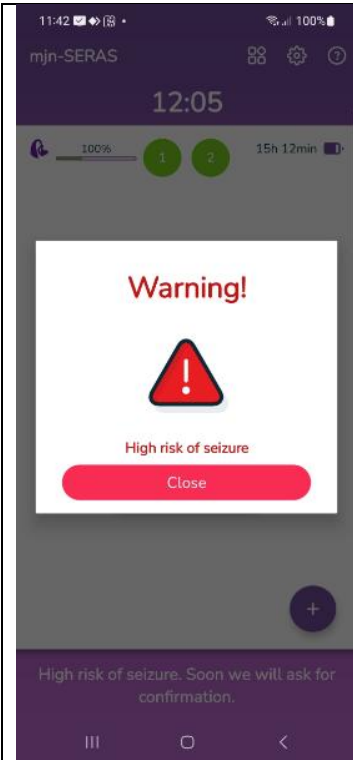 11:42
100%
mjn-SERAS
12:05
100%
1
2
15h 12min
Warning!
High risk of seizure
Close
+
High risk of seizure. Soon we will ask for
confirmation.